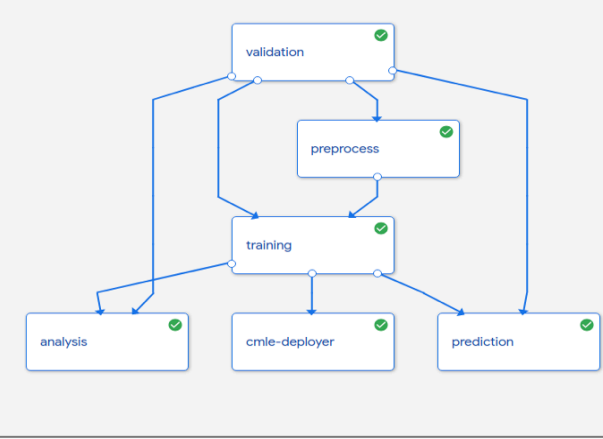 validation
preprocess
training
analysis
cmle-deployer
prediction